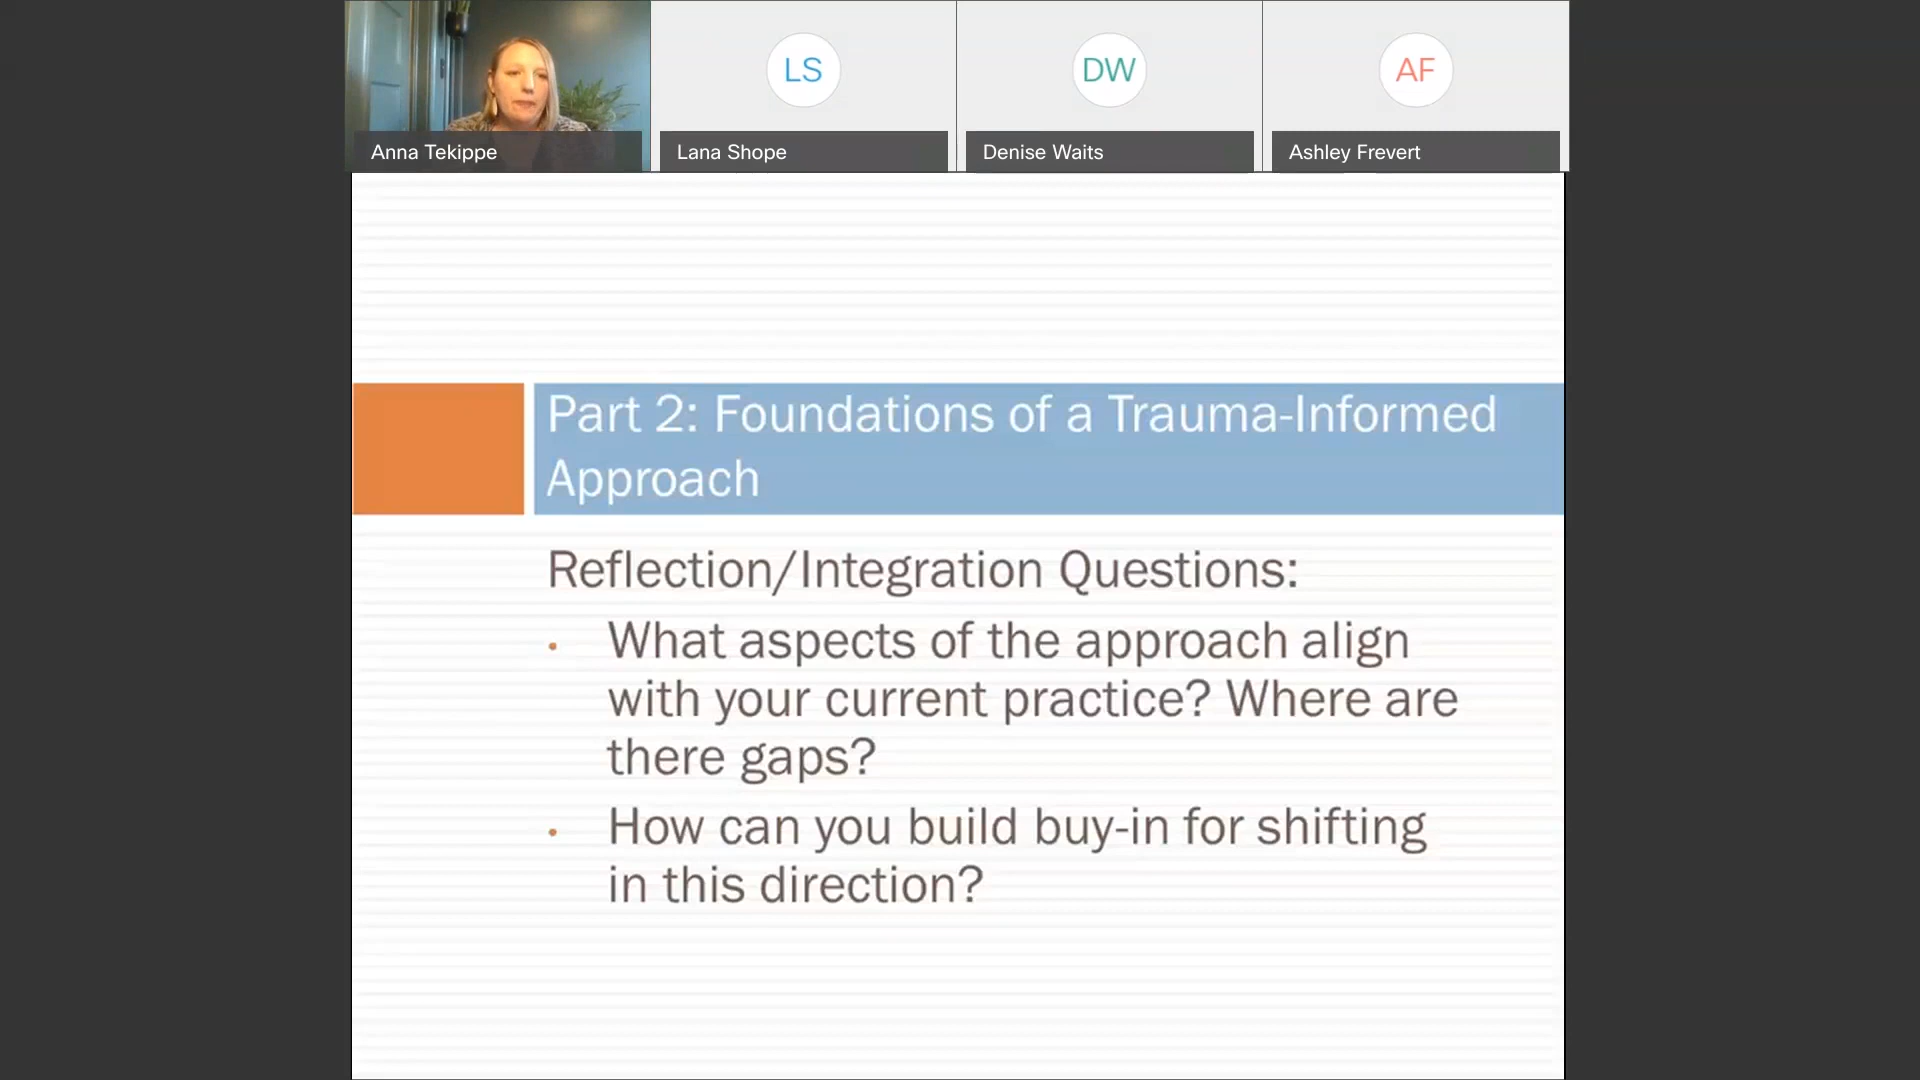 LS
DW
AF
Anna Tekippe
Lana Shope
Denise Waits
Ashley Frevert
Part 2: Foundations of a Trauma-Informed
Approach
Reflection/Integration Questions:
• What aspects of the approach align
with your current practice? Where are
there gaps?
• How can you build buy-in for shifting
in this direction?